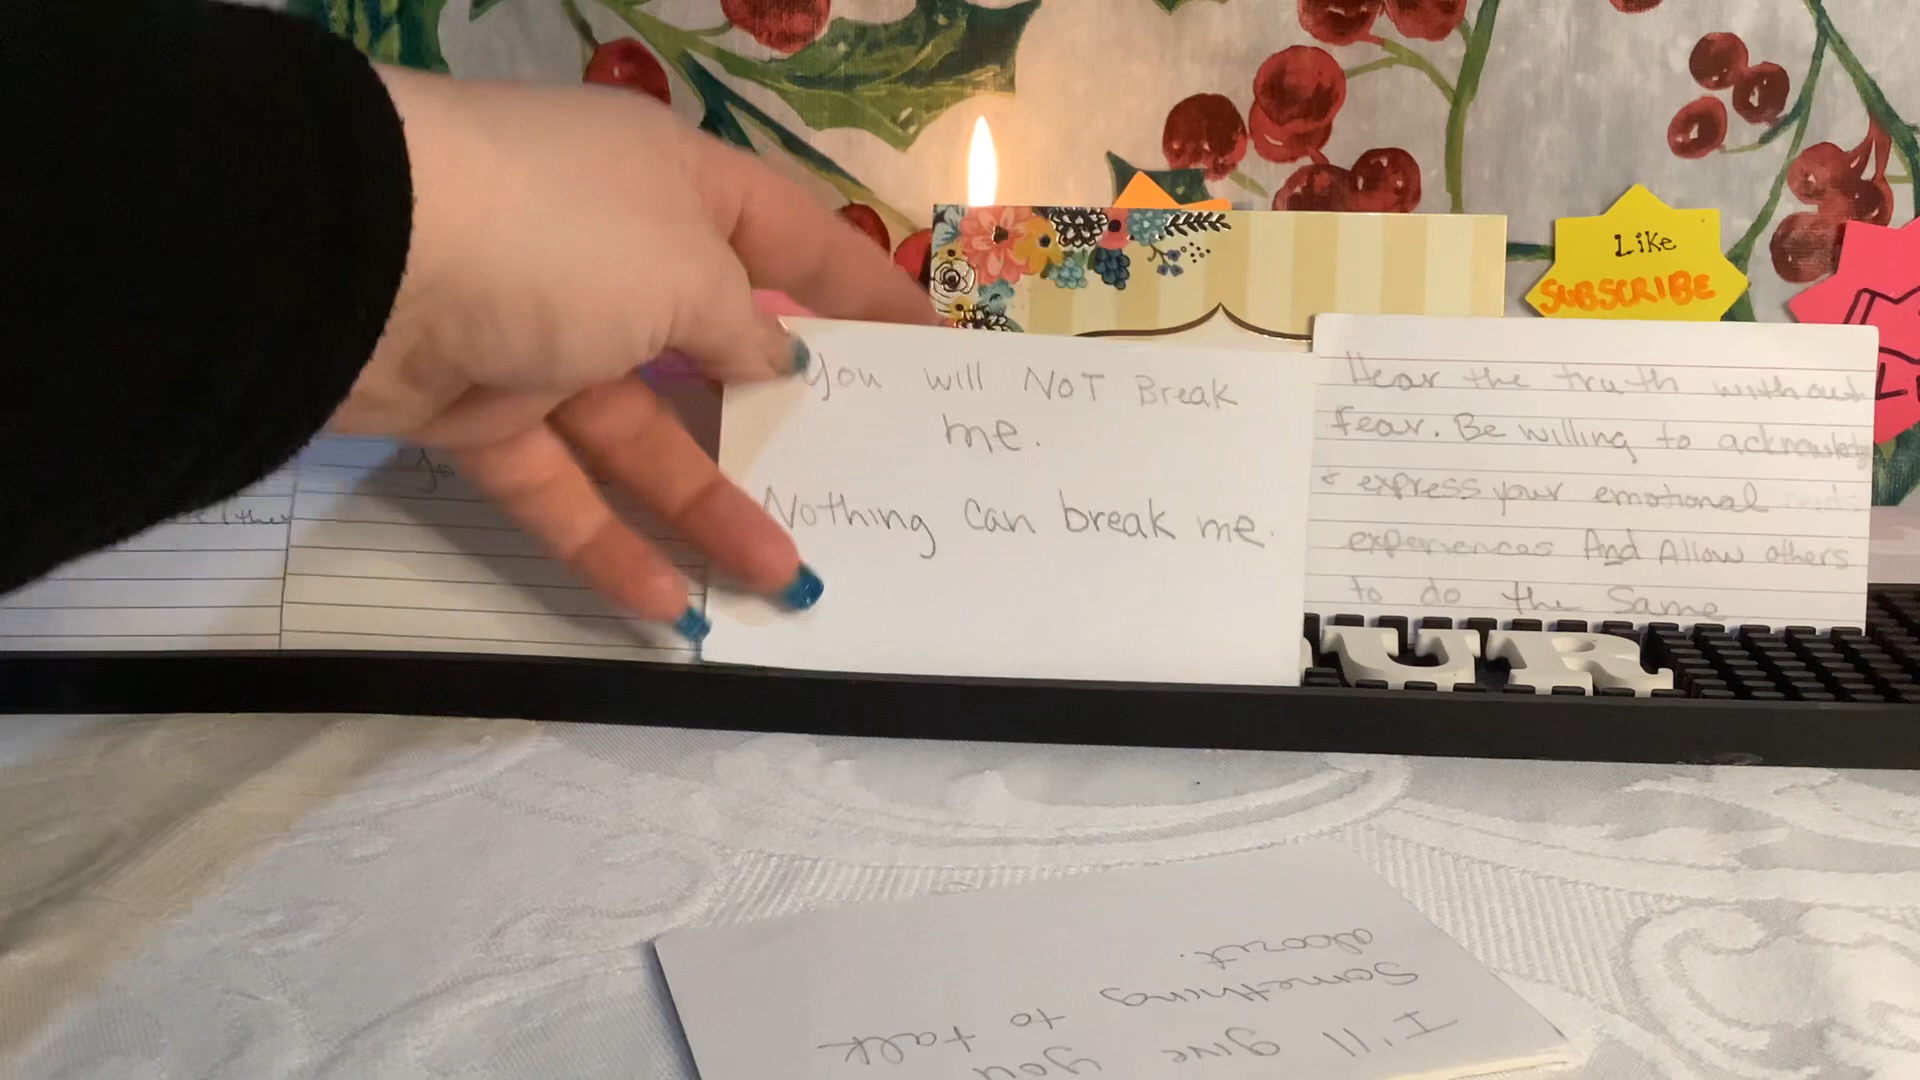 Like
SUBSCRIBE
You will NOT Break
me.
Nothing can break me.
Hear the truth without
fear. Be willing to acknowledge
& express your emotional needs
experiences And Allow others
to do the Same
UR
I'll give you
Something to talk
about.